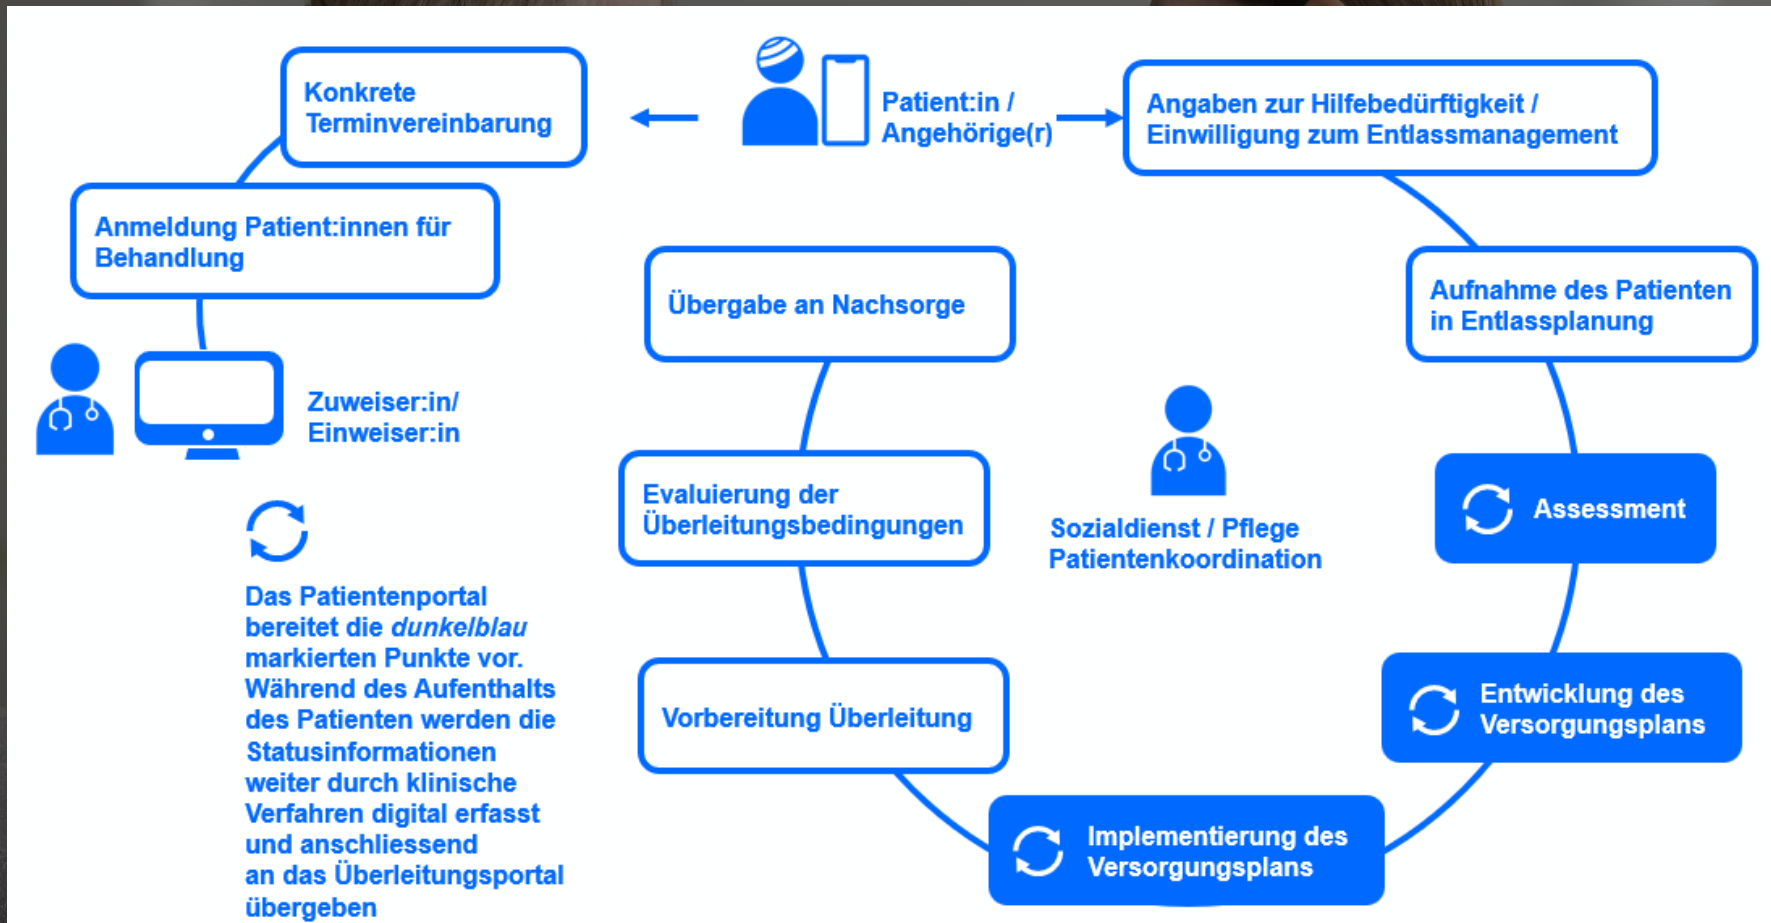 Konkrete
Terminvereinbarung
Patient:in /
Angehörige(r)
Angaben zur Hilfebedürftigkeit /
Einwilligung zum Entlassmanagement
Anmeldung Patient:innen für
Behandlung
Übergabe an Nachsorge
Aufnahme des Patienten
in Entlassplanung
Zuweiser:in/
Einweiser:in
Evaluierung der
Überleitungsbedingungen
Sozialdienst / Pflege
Patientenkoordination
Assessment
Das Patientenportal
bereitet die dunkelblau
markierten Punkte vor.
Während des Aufenthalts
des Patienten werden die
Statusinformationen
weiter durch klinische
Verfahren digital erfasst
und anschliessend
an das Überleitungsportal
übergeben
Vorbereitung Überleitung
Entwicklung des
Versorgungsplans
Implementierung des
Versorgungsplans